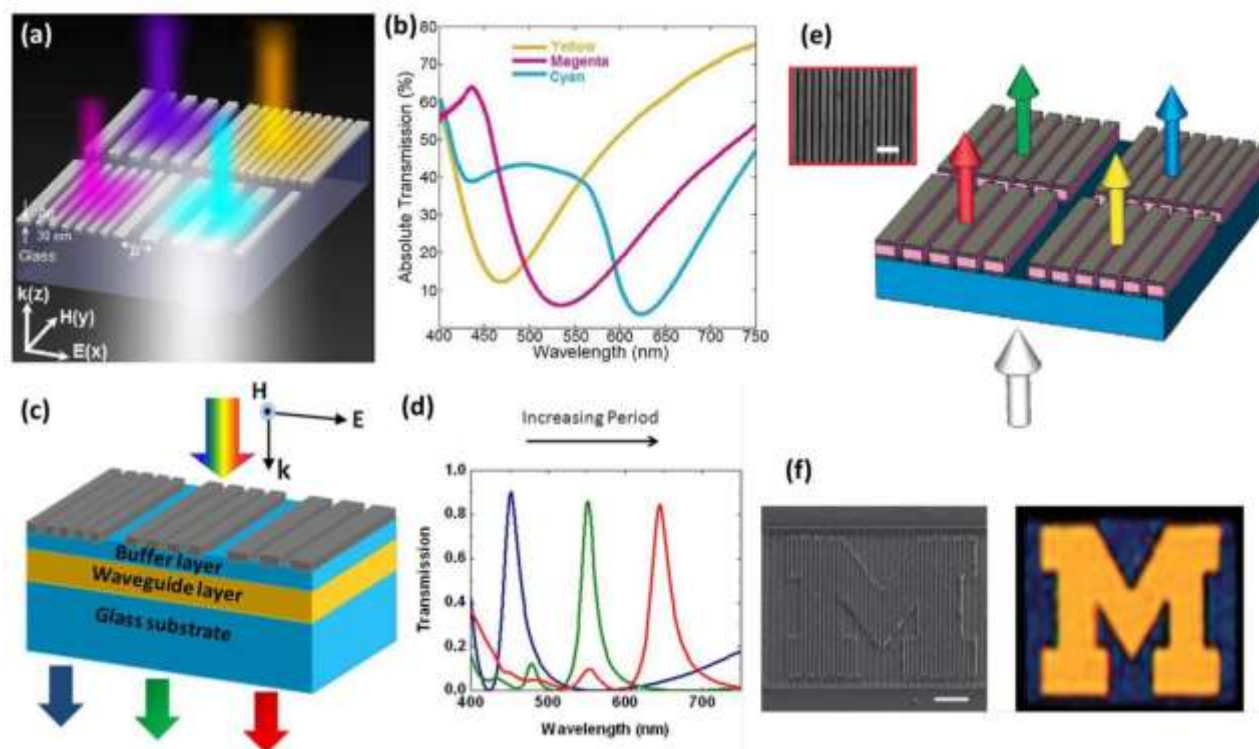 (a)
30 nm
Glass
p
k(z)
H(y)
E(x)
(b)
Absolute Transmission (%)
80
70
60
50
40
30
20
10
Yellow
Magenta
Cyan
400 450 500 550 600 650 700 750
Wavelength (nm)
(c)
H
E
k
Buffer layer
Waveguide layer
Glass substrate
(d)
Increasing Period
Transmission
1.0
0.8
0.6
0.4
0.2
0.0
400 500 600 700
Wavelength (nm)
(e)
(f)
M